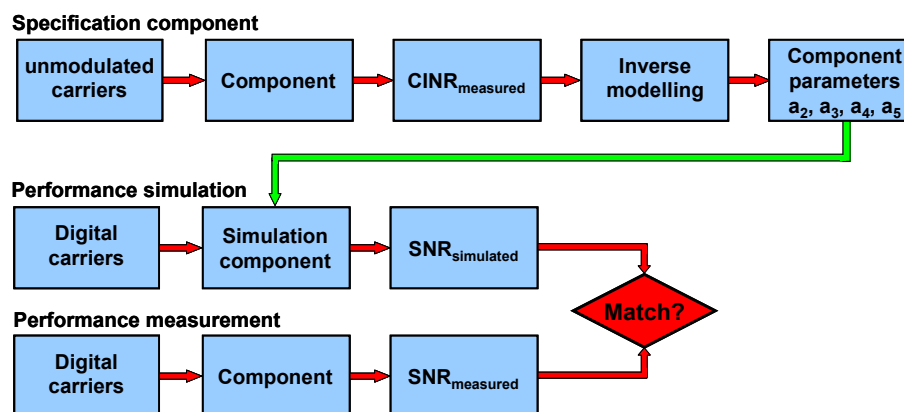 Specification component
unmodulated
carriers
Component
CINRmeasured
Inverse
modelling
Component
parameters
a2, a3, a4, a5
Performance simulation
Digital
carriers
Simulation
component
SNRsimulated
Match?
Performance measurement
Digital
carriers
Component
SNRmeasured